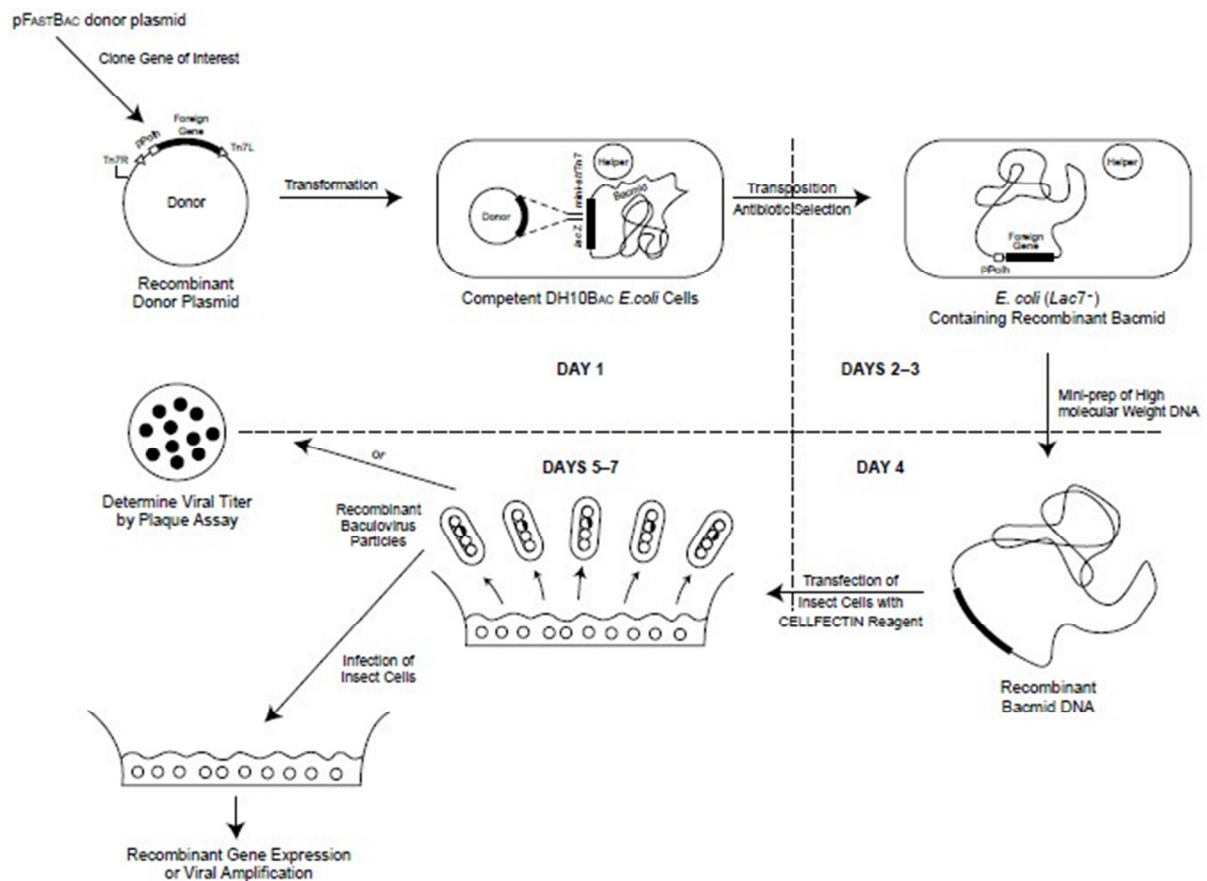 pFASTBAC donor plasmid
Clone Gene of Interest
Foreign
Gene
pPolh
Tn7R
Tn7L
Donor
Recombinant
Donor Plasmid
Transformation
Helper
Donor
lac Z
mini-attTn7
Bacmid
Competent DH10BAC E.coli Cells
Transposition
Antibiotic Selection
Helper
Foreign
Gene
pPolh
E. coli (Lac7-)
Containing Recombinant Bacmid
DAY 1
DAYS 2–3
Mini-prep of High
molecular Weight DNA
DAYS 5–7
DAY 4
or
Determine Viral Titer
by Plaque Assay
Recombinant
Baculovirus
Particles
Transfection of
Insect Cells with
CELLFECTIN Reagent
Recombinant
Bacmid DNA
Infection of
Insect Cells
Recombinant Gene Expression
or Viral Amplification